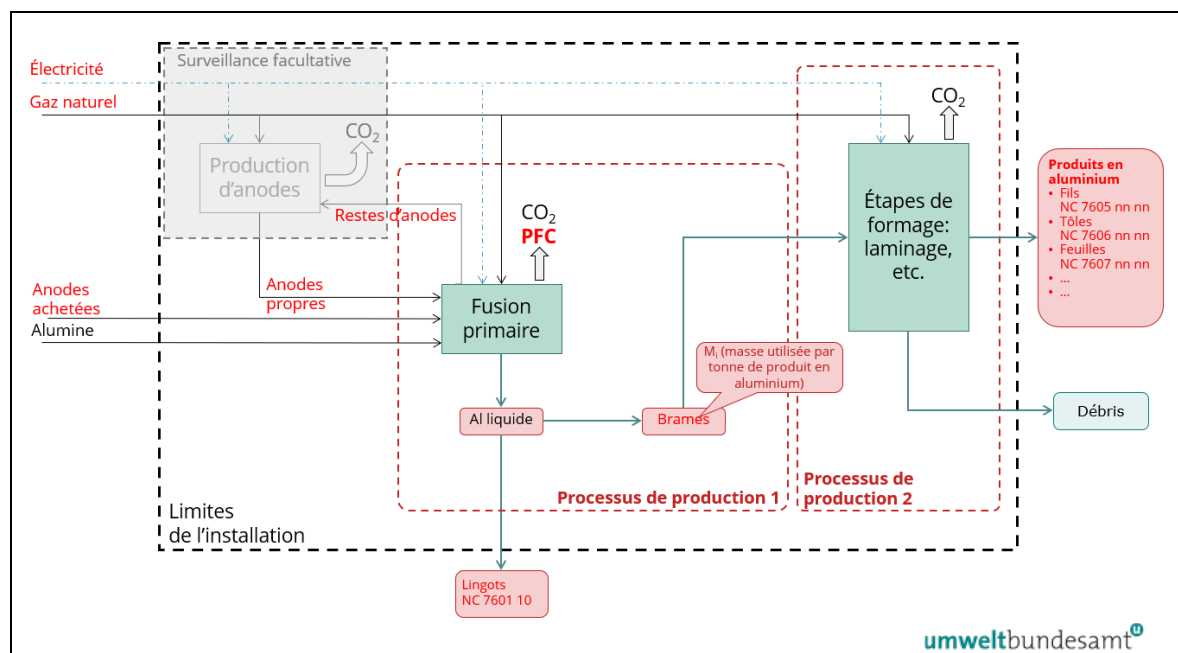 Surveillance facultative
Électricité
Gaz naturel
CO2
CO2
Production
d’anodes
Restes d’anodes
CO2
PFC
Étapes de
formage:
laminage,
etc.
Produits en
aluminium
• Fils
NC 7605 nn nn
• Tôles
NC 7606 nn nn
• Feuilles
NC 7607 nn nn
• ...
• ...
Anodes
propres
Anodes
achetées
Alumine
Fusion
primaire
Mi (masse utilisée par
tonne de produit en
aluminium)
Al liquide
Brames
Débris
Processus de production 1
Processus de
production 2
Limites
de l’installation
Lingots
NC 7601 10
umweltbundesamt